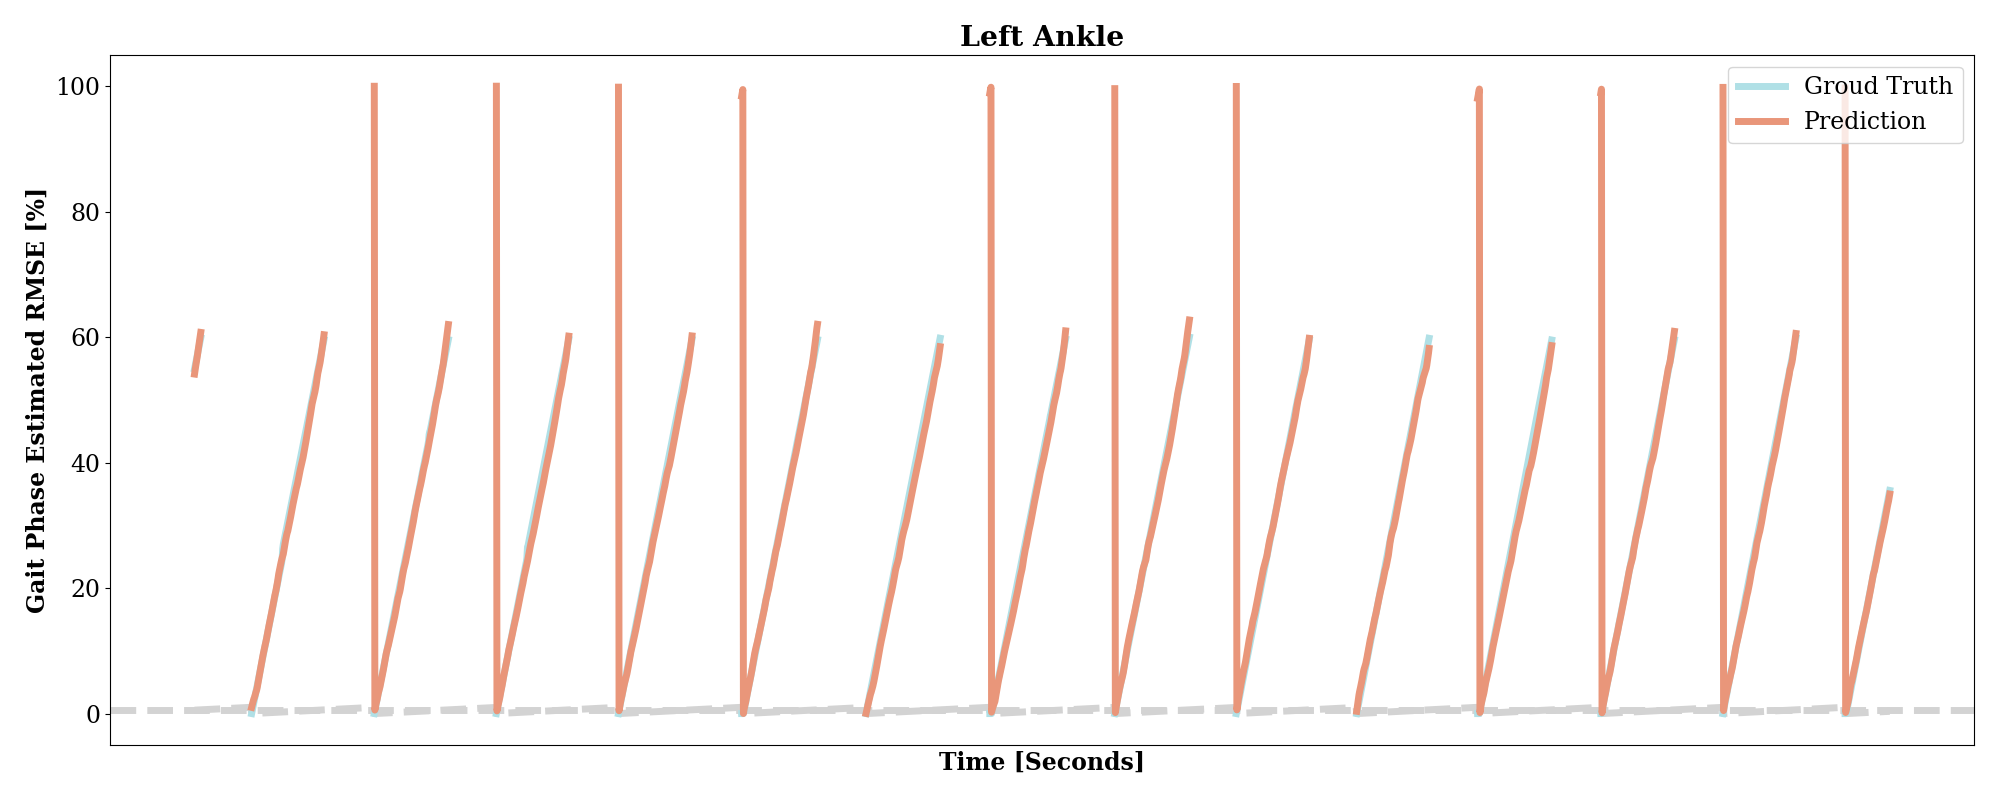 Left Ankle
100
80
60
40
20
0
Gait Phase Estimated RMSE [%]
Groud Truth
Prediction
Time [Seconds]